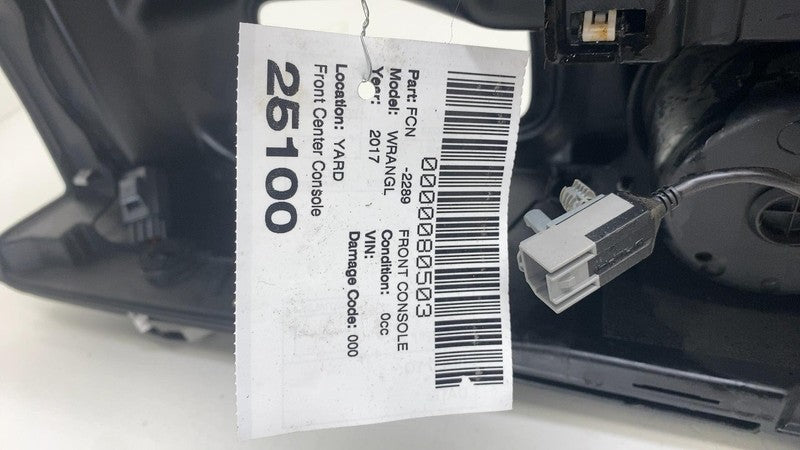 0000080503
Part: FCN -2289 FRONT CONSOLE
Model: WRANGL Condition: 0cc
Year: 2017 VIN:
Damage Code: 000
Location: YARD
Front Center Console
25100